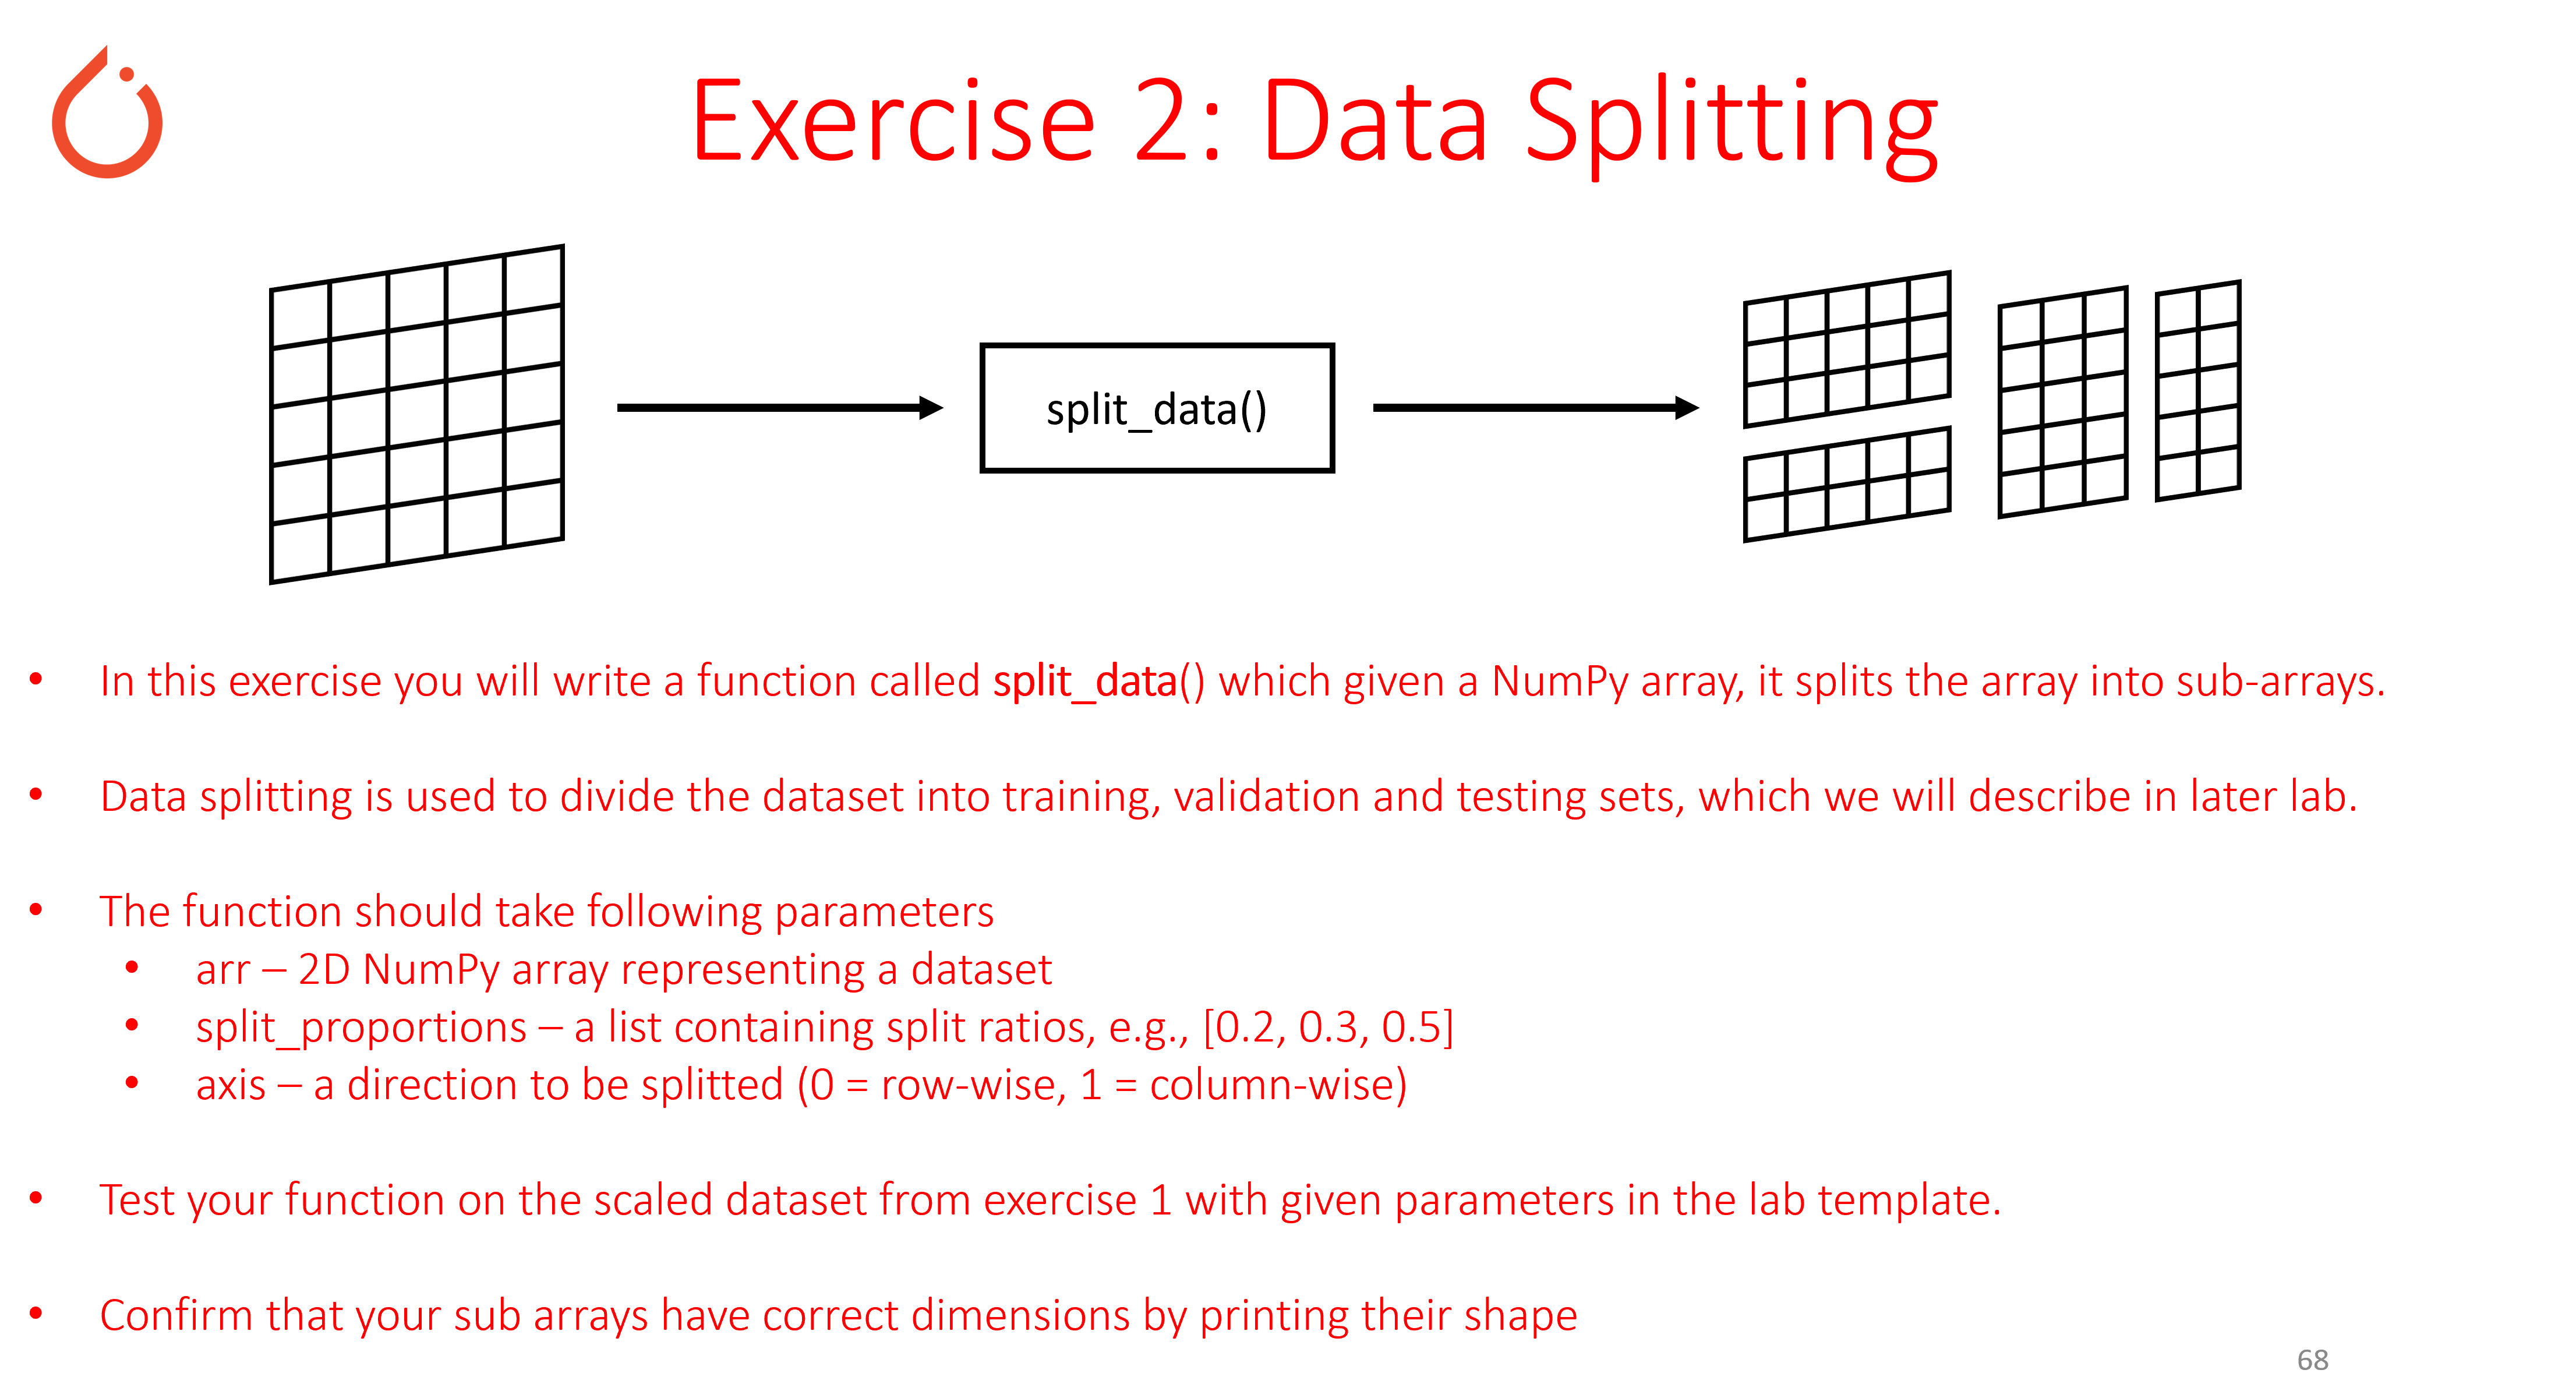 Exercise 2: Data Splitting
split_data()
• In this exercise you will write a function called split_data() which given a NumPy array, it splits the array into sub-arrays.
• Data splitting is used to divide the dataset into training, validation and testing sets, which we will describe in later lab.
• The function should take following parameters
• arr – 2D NumPy array representing a dataset
• split_proportions – a list containing split ratios, e.g., [0.2, 0.3, 0.5]
• axis – a direction to be splitted (0 = row-wise, 1 = column-wise)
• Test your function on the scaled dataset from exercise 1 with given parameters in the lab template.
• Confirm that your sub arrays have correct dimensions by printing their shape
68